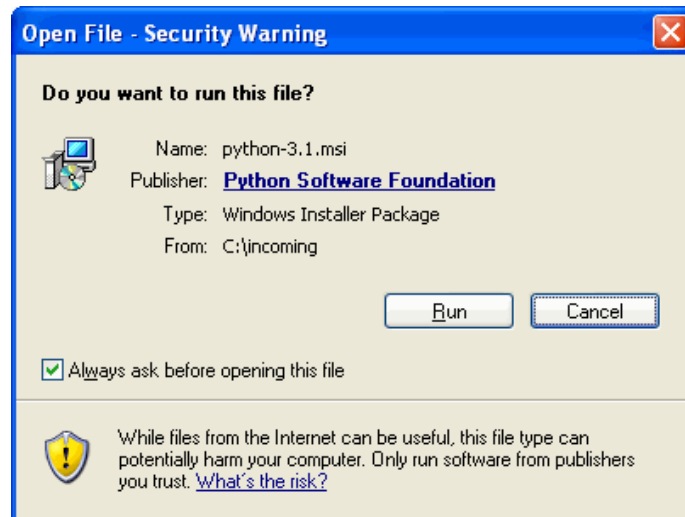 Open File - Security Warning
Do you want to run this file?
Name: python-3.1.msi
Publisher: Python Software Foundation
Type: Windows Installer Package
From: C:\incoming
Run Cancel
Always ask before opening this file
While files from the Internet can be useful, this file type can
potentially harm your computer. Only run software from publishers
you trust. What's the risk?